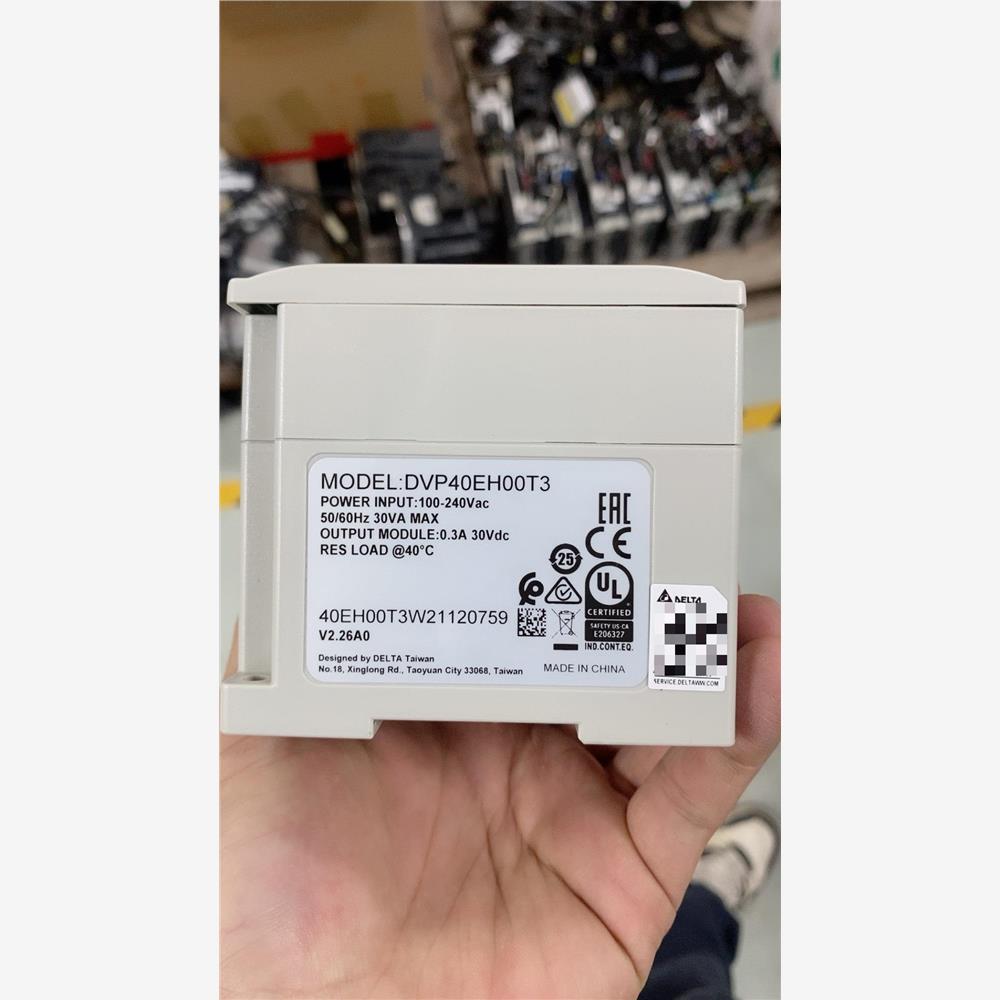 MODEL:DVP40EH00T3
POWER INPUT:100-240Vac
50/60Hz 30VA MAX
OUTPUT MODULE:0.3A 30Vdc
RES LOAD @40°C
EAC
CE
25
UL
CERTIFIED
SAFETY US-CA
E206327
IND.CONT.EQ.
40EH00T3W21120759
V2.26A0
Designed by DELTA Taiwan
No.18, Xinglong Rd., Taoyuan City 33068, Taiwan
MADE IN CHINA
DELTA
SERVICE.DELTAWW.COM